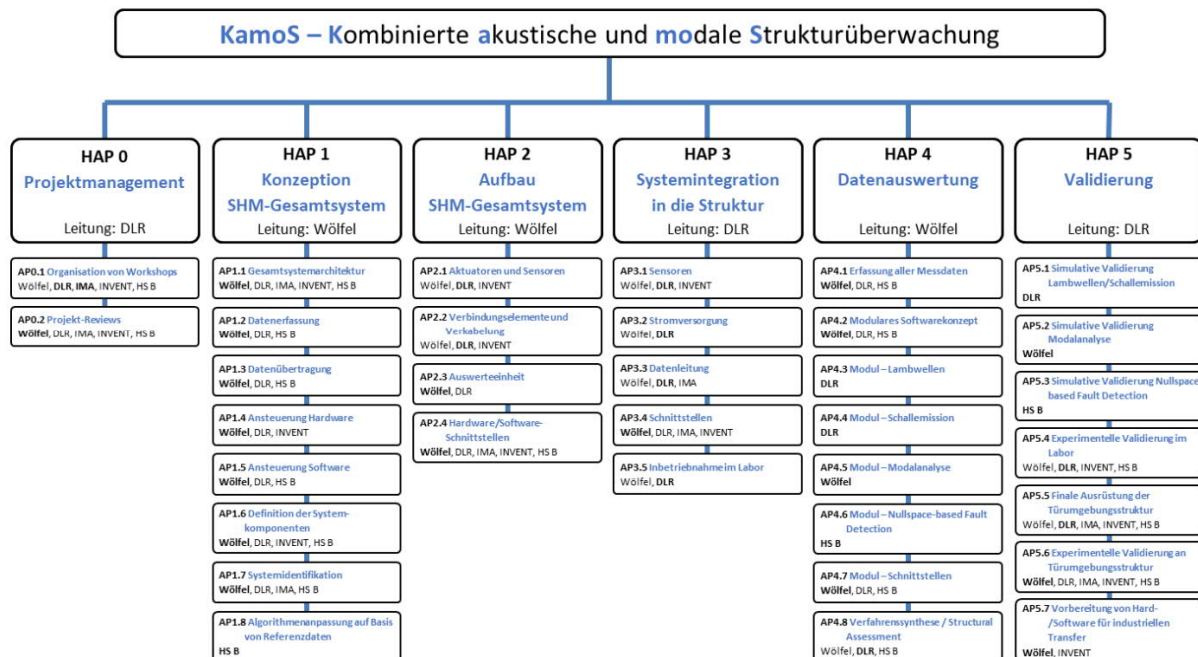 KamoS – Kombinierte akustische und modale Strukturüberwachung
HAP 0
Projektmanagement
Leitung: DLR
AP0.1 Organisation von Workshops
Wölfel, DLR, IMA, INVENT, HS B
AP0.2 Projekt-Reviews
Wölfel, DLR, IMA, INVENT, HS B
HAP 1
Konzeption
SHM-Gesamtsystem
Leitung: Wölfel
AP1.1 Gesamtsystemarchitektur
Wölfel, DLR, IMA, INVENT, HS B
AP1.2 Datenerfassung
Wölfel, DLR, HS B
AP1.3 Datenübertragung
Wölfel, DLR, HS B
AP1.4 Ansteuerung Hardware
Wölfel, DLR, INVENT
AP1.5 Ansteuerung Software
Wölfel, DLR, HS B
AP1.6 Definition der System-
komponenten
Wölfel, DLR, INVENT, HS B
AP1.7 Systemidentifikation
Wölfel, DLR, IMA, HS B
AP1.8 Algorithmenanpassung auf Basis
von Referenzdaten
HS B
HAP 2
Aufbau
SHM-Gesamtsystem
Leitung: Wölfel
AP2.1 Aktuatoren und Sensoren
Wölfel, DLR, INVENT
AP2.2 Verbindungselemente und
Verkabelung
Wölfel, DLR, INVENT
AP2.3 Auswerteeinheit
Wölfel, DLR
AP2.4 Hardware/Software-
Schnittstellen
Wölfel, DLR, IMA, INVENT, HS B
HAP 3
Systemintegration
in die Struktur
Leitung: DLR
AP3.1 Sensoren
Wölfel, DLR, INVENT
AP3.2 Stromversorgung
Wölfel, DLR, INVENT
AP3.3 Datenleitung
Wölfel, DLR, IMA
AP3.4 Schnittstellen
Wölfel, DLR, IMA, INVENT
AP3.5 Inbetriebnahme im Labor
Wölfel, DLR
HAP 4
Datenauswertung
Leitung: Wölfel
AP4.1 Erfassung aller Messdaten
Wölfel, DLR, HS B
AP4.2 Modulares Softwarekonzept
Wölfel, DLR, HS B
AP4.3 Modul – Lambwellen
DLR
AP4.4 Modul – Schallemission
DLR
AP4.5 Modul – Modalanalyse
Wölfel
AP4.6 Modul – Nullspace-based Fault
Detection
HS B
AP4.7 Modul – Schnittstellen
Wölfel, DLR, HS B
AP4.8 Verfahrenssynthese / Structural
Assessment
Wölfel, DLR, HS B
HAP 5
Validierung
Leitung: DLR
AP5.1 Simulative Validierung
Lambwellen/Schallemission
DLR
AP5.2 Simulative Validierung
Modalanalyse
Wölfel
AP5.3 Simulative Validierung Nullspace
based Fault Detection
HS B
AP5.4 Experimentelle Validierung im
Labor
Wölfel, DLR, INVENT, HS B
AP5.5 Finale Ausrüstung der
Türumgebungsstruktur
Wölfel, DLR, IMA, INVENT, HS B
AP5.6 Experimentelle Validierung an
Türumgebungsstruktur
Wölfel, DLR, IMA, INVENT, HS B
AP5.7 Vorbereitung von Hard-
/Software für industriellen
Transfer
Wölfel, INVENT